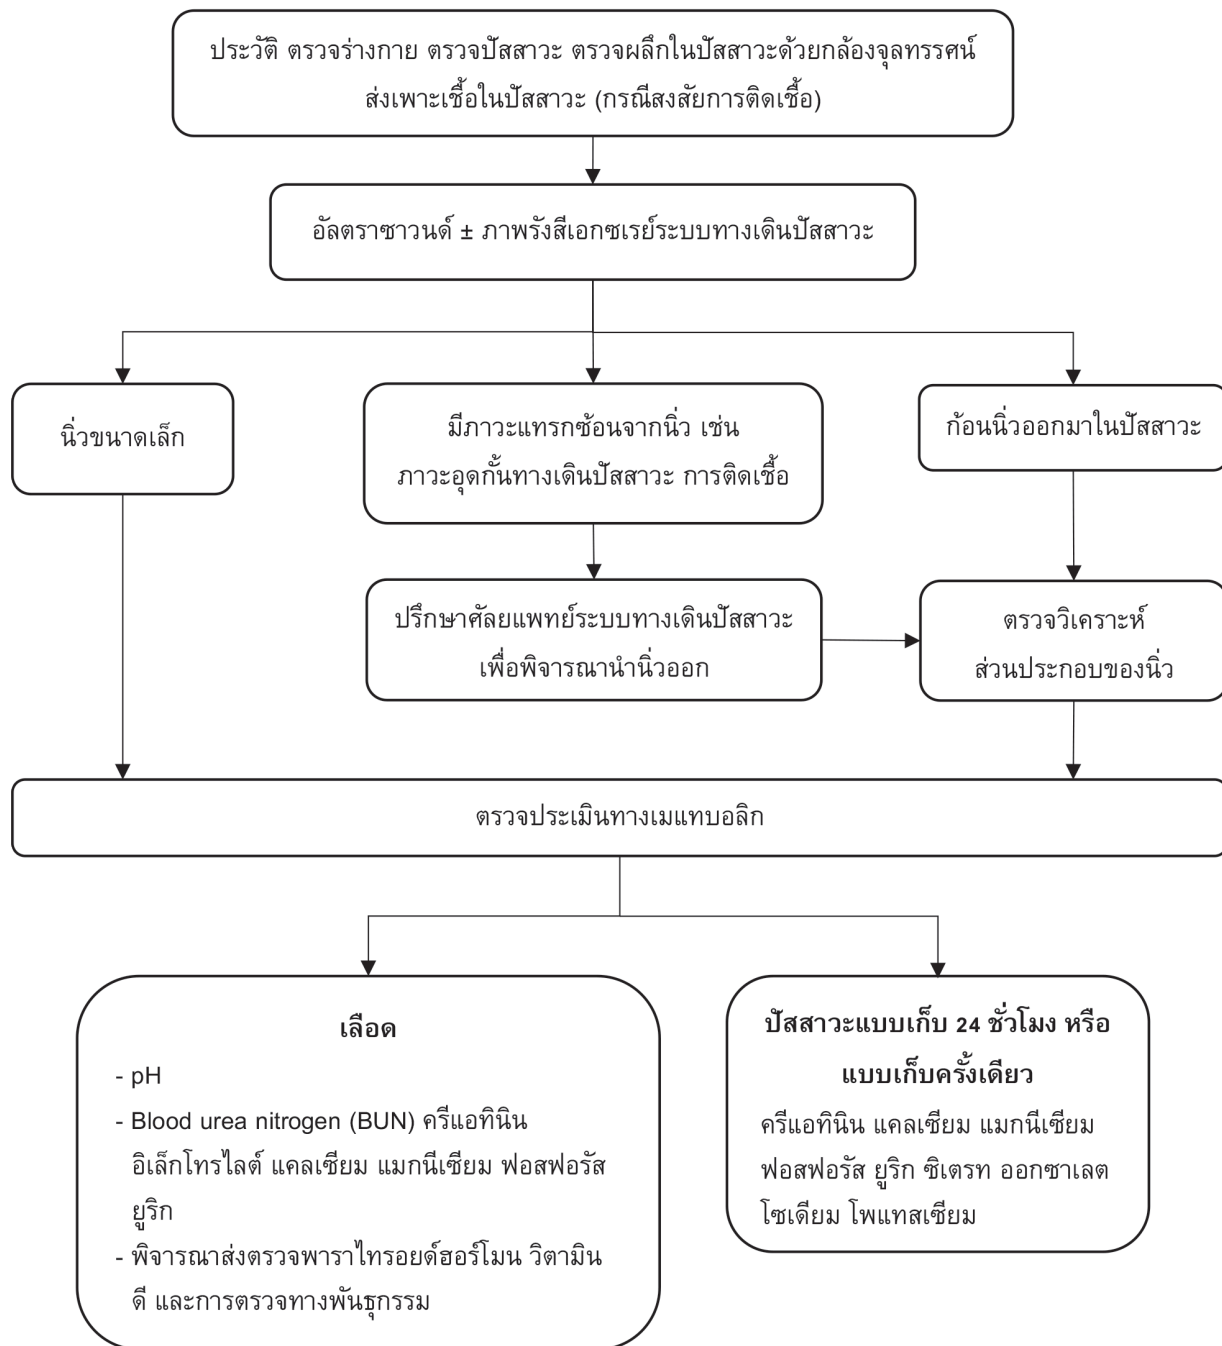 ประวัติ ตรวจร่างกาย ตรวจปัสสาวะ ตรวจผลึกในปัสสาวะด้วยกล้องจุลทรรศน์
ส่งเพาะเชื้อในปัสสาวะ (กรณีสงสัยการติดเชื้อ)
อัลตราซาวนด์ ± ภาพรังสีเอกซเรย์ระบบทางเดินปัสสาวะ
นิ่วขนาดเล็ก
มีภาวะแทรกซ้อนจากนิ่ว เช่น
ภาวะอุดกั้นทางเดินปัสสาวะ การติดเชื้อ
ก้อนนิ่วออกมาในปัสสาวะ
ปรึกษาศัลยแพทย์ระบบทางเดินปัสสาวะ
เพื่อพิจารณานำนิ่วออก
ตรวจวิเคราะห์
ส่วนประกอบของนิ่ว
ตรวจประเมินทางเมแทบอลิก
เลือด
- pH
- Blood urea nitrogen (BUN) ครีแอทินิน
อิเล็กโทรไลต์ แคลเซียม แมกนีเซียม ฟอสฟอรัส
ยูริก
- พิจารณาส่งตรวจพาราไทรอยด์ฮอร์โมน วิตามิน
ดี และการตรวจทางพันธุกรรม
ปัสสาวะแบบเก็บ 24 ชั่วโมง หรือ
แบบเก็บครั้งเดียว
ครีแอทินิน แคลเซียม แมกนีเซียม
ฟอสฟอรัส ยูริก ซิเตรท ออกซาเลต
โซเดียม โพแทสเซียม